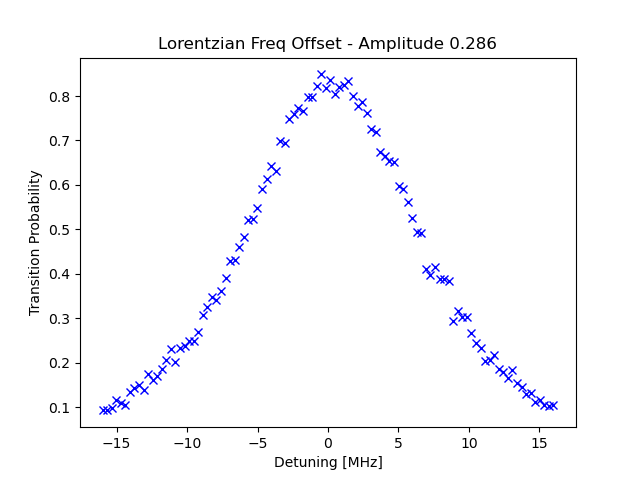 Lorentzian Freq Offset - Amplitude 0.286
Transition Probability
0.8
0.7
0.6
0.5
0.4
0.3
0.2
0.1
−15 −10 −5 0 5 10 15
Detuning [MHz]